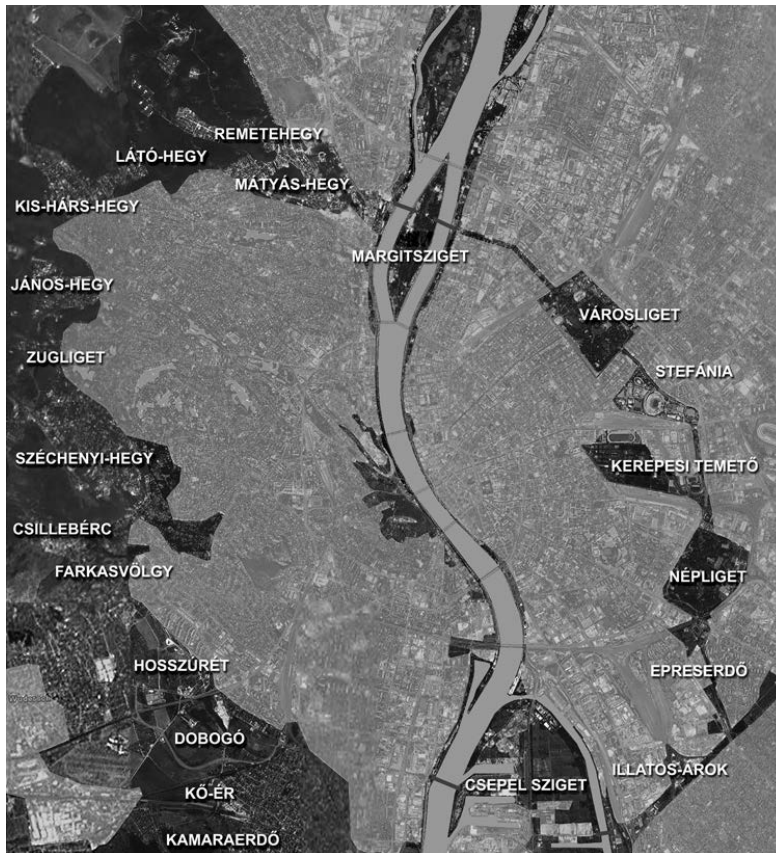 REMETEHEGY
LÁTÓ-HEGY
MÁTYÁS-HEGY
KIS-HÁRS-HEGY
MARGITSZIGET
JÁNOS-HEGY
VÁROSLIGET
ZUGLIGET
STEFÁNIA
SZÉCHENYI-HEGY
KEREPESI TEMETŐ
CSILLEBÉRC
FARKASVÖLGY
NÉPLIGET
HOSSZÚRÉT
EPRESERDŐ
DOBOGÓ
ILLATOS-ÁROK
CSEPEL SZIGET
KŐ-ÉR
KAMARAERDŐ